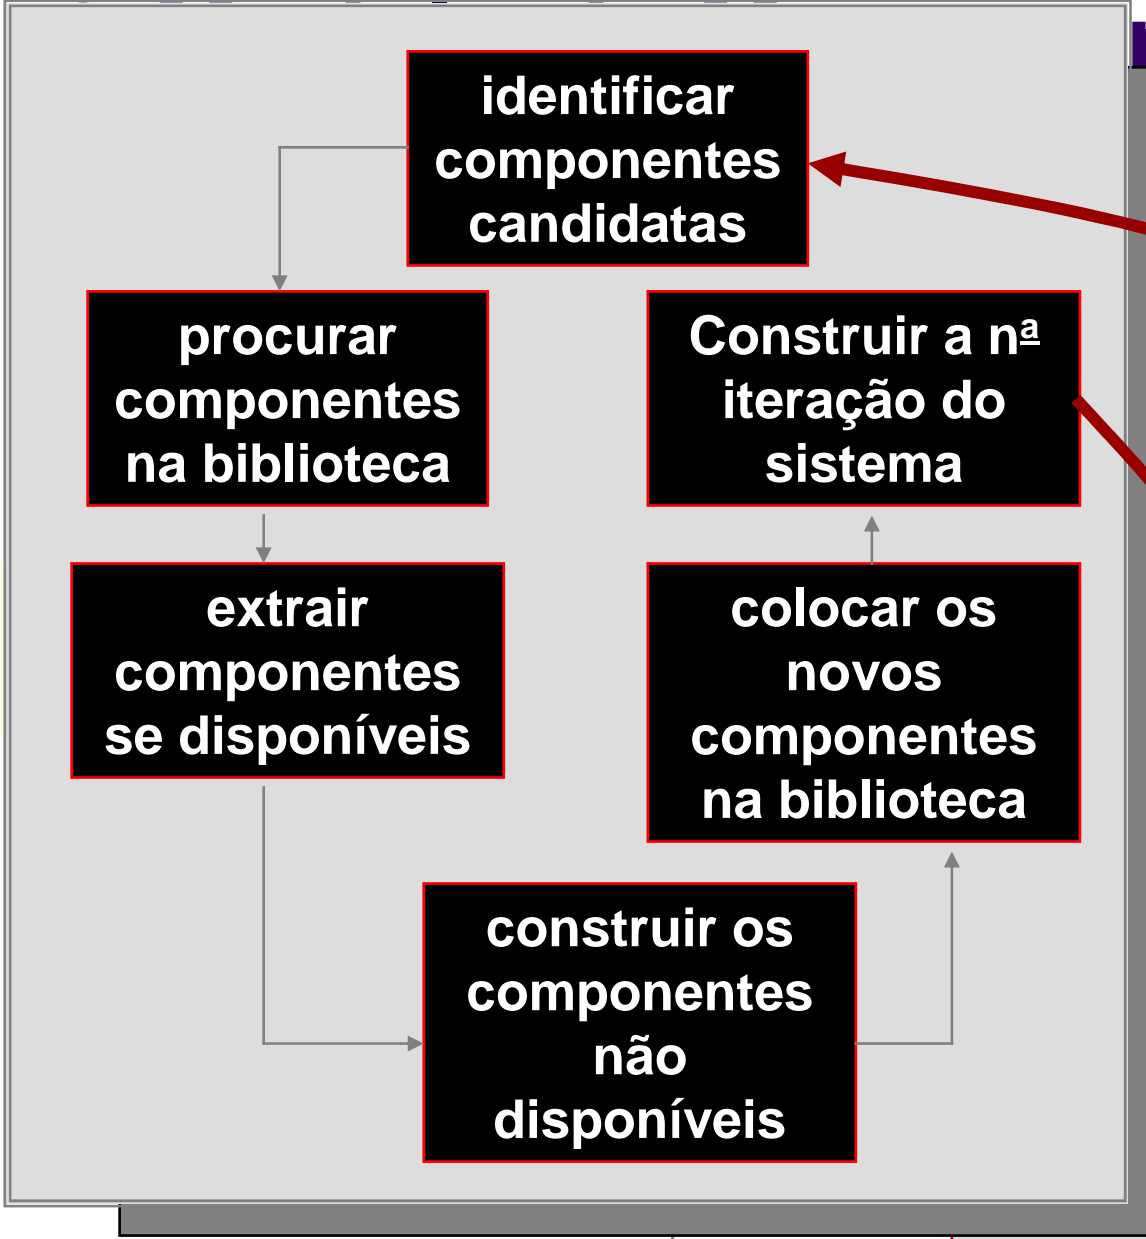 identificar
componentes
candidatas
procurar
componentes
na biblioteca
extrair
componentes
se disponíveis
construir os
componentes
não
disponíveis
colocar os
novos
componentes
na biblioteca
Construir a nª
iteração do
sistema